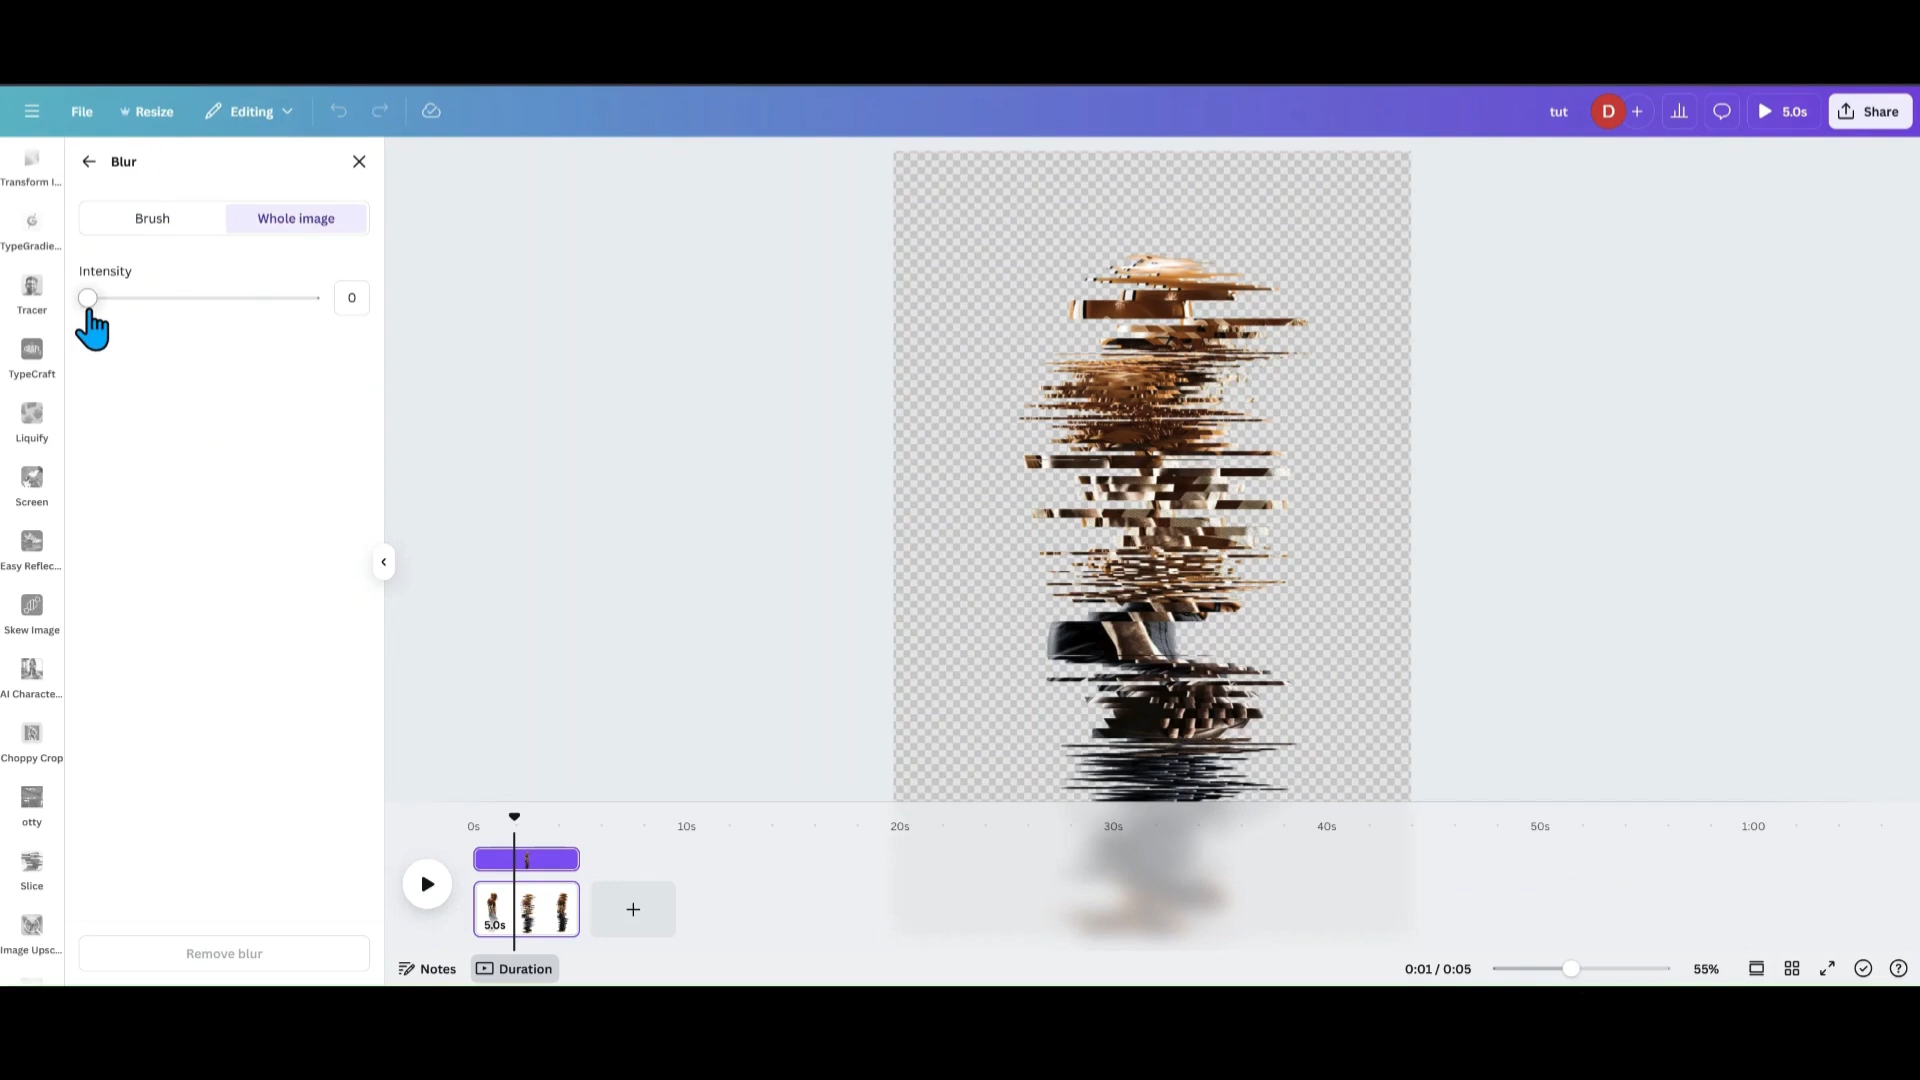 File
Resize
Editing
tut
D
5.0s
Share
Transform I...
TypeGradie...
Tracer
TypeCraft
Liquify
Screen
Easy Reflec...
Skew Image
AI Characte...
Choppy Crop
otty
Slice
Image Upsc...
Blur
Brush
Whole image
Intensity
0
Remove blur
0s
10s
20s
30s
40s
50s
1:00
5.0s
Notes
Duration
0:01 / 0:05
55%